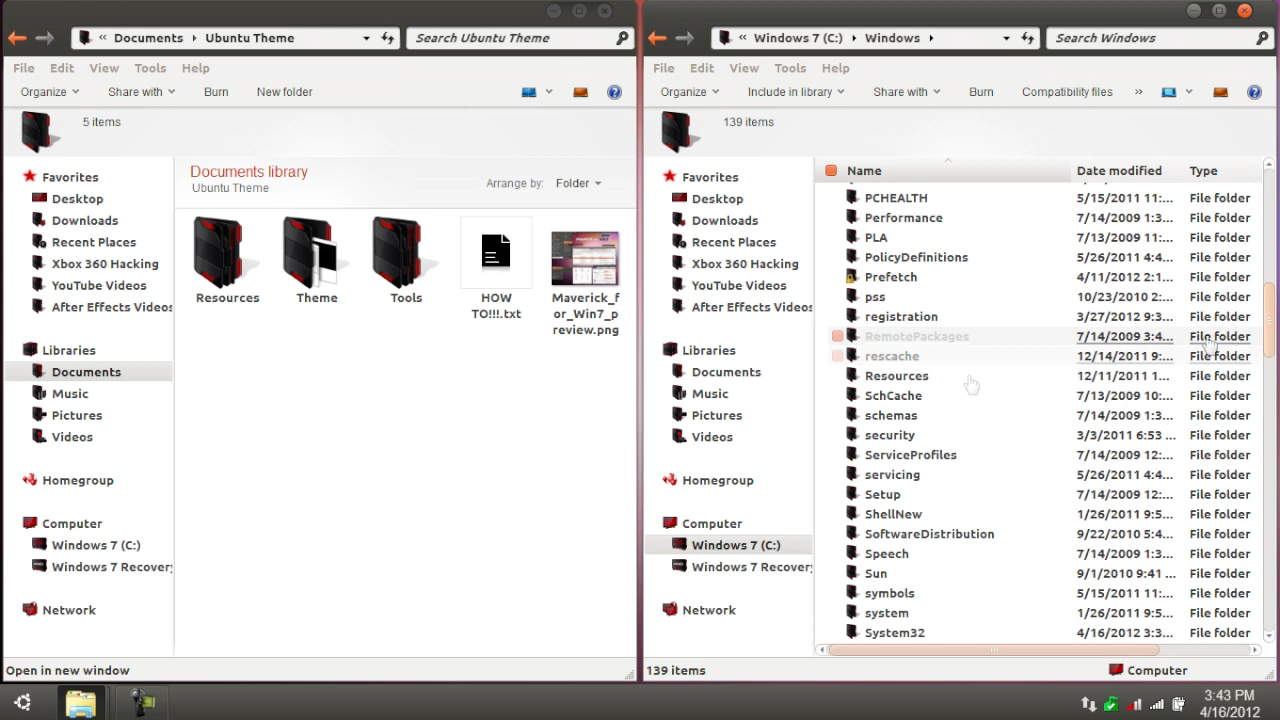 « Documents › Ubuntu Theme
Search Ubuntu Theme
File Edit View Tools Help
Organize Share with Burn New folder
5 items
Favorites
Desktop
Downloads
Recent Places
Xbox 360 Hacking
YouTube Videos
After Effects Videos
Libraries
Documents
Music
Pictures
Videos
Homegroup
Computer
Windows 7 (C:)
Windows 7 Recovery
Network
Documents library
Ubuntu Theme
Arrange by: Folder
Resources
Theme
Tools
HOW
TO!!!.txt
Maverick_f
or_Win7_p
review.png
Open in new window
« Windows 7 (C:) › Windows ›
Search Windows
File Edit View Tools Help
Organize Include in library Share with Burn Compatibility files »
139 items
Favorites
Desktop
Downloads
Recent Places
Xbox 360 Hacking
YouTube Videos
After Effects Videos
Libraries
Documents
Music
Pictures
Videos
Homegroup
Computer
Windows 7 (C:)
Windows 7 Recovery
Network
Name Date modified Type
PCHEALTH 5/15/2011 11:... File folder
Performance 7/14/2009 1:3... File folder
PLA 7/13/2009 11:... File folder
PolicyDefinitions 5/26/2011 4:4... File folder
Prefetch 4/11/2012 2:1... File folder
pss 10/23/2010 2:... File folder
registration 3/27/2012 9:3... File folder
RemotePackages 7/14/2009 3:4... File folder
rescache 12/14/2011 9:... File folder
Resources 12/11/2011 1... File folder
SchCache 7/13/2009 10:... File folder
schemas 7/14/2009 1:3... File folder
security 3/3/2011 6:53 ... File folder
ServiceProfiles 7/14/2009 12:... File folder
servicing 5/26/2011 4:4... File folder
Setup 7/14/2009 12:... File folder
ShellNew 1/26/2011 9:5... File folder
SoftwareDistribution 9/22/2010 5:4... File folder
Speech 7/14/2009 1:3... File folder
Sun 9/1/2010 9:41 ... File folder
symbols 5/15/2011 11:... File folder
system 1/26/2011 9:5... File folder
System32 4/16/2012 3:3... File folder
139 items
Computer
3:43 PM
4/16/2012